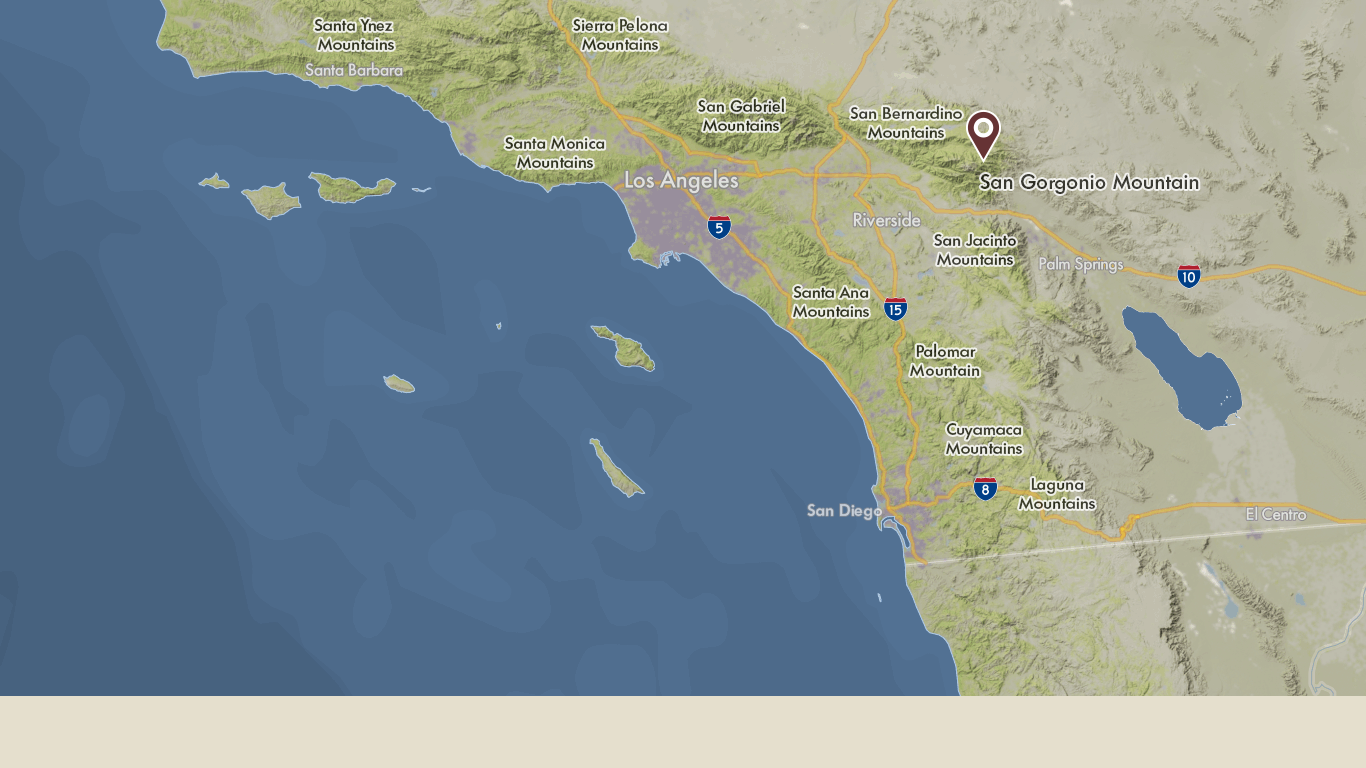 Santa Ynez
Mountains
Santa Barbara
Sierra Pelona
Mountains
San Gabriel
Mountains
San Bernardino
Mountains
Santa Monica
Mountains
Los Angeles
San Gorgonio Mountain
5
Riverside
San Jacinto
Mountains
Palm Springs
10
Santa Ana
Mountains
15
Palomar
Mountain
Cuyamaca
Mountains
8
Laguna
Mountains
San Diego
El Centro